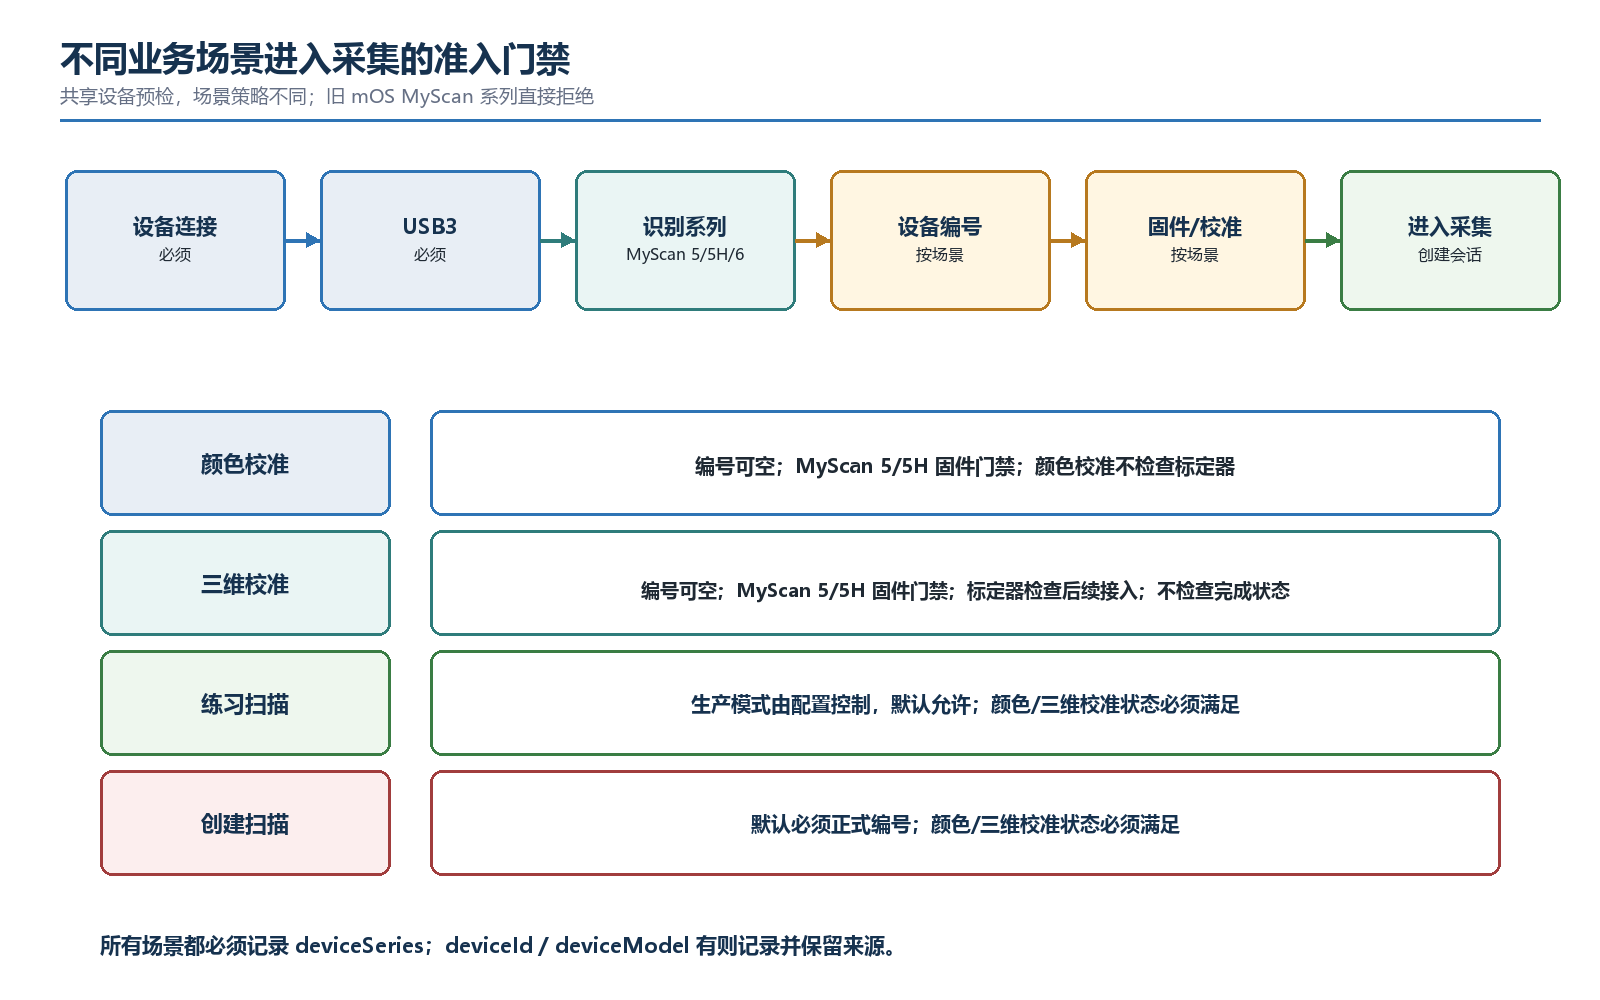 不同业务场景进入采集的准入门禁
共享设备预检，场景策略不同；旧 mOS MyScan 系列直接拒绝
设备连接
必须
USB3
必须
识别系列
MyScan 5/5H/6
设备编号
按场景
固件/校准
按场景
进入采集
创建会话
颜色校准
编号可空；MyScan 5/5H 固件门禁；颜色校准不检查标定器
三维校准
编号可空；MyScan 5/5H 固件门禁；标定器检查后续接入；不检查完成状态
练习扫描
生产模式由配置控制，默认允许；颜色/三维校准状态必须满足
创建扫描
默认必须正式编号；颜色/三维校准状态必须满足
所有场景都必须记录 deviceSeries；deviceId / deviceModel 有则记录并保留来源。